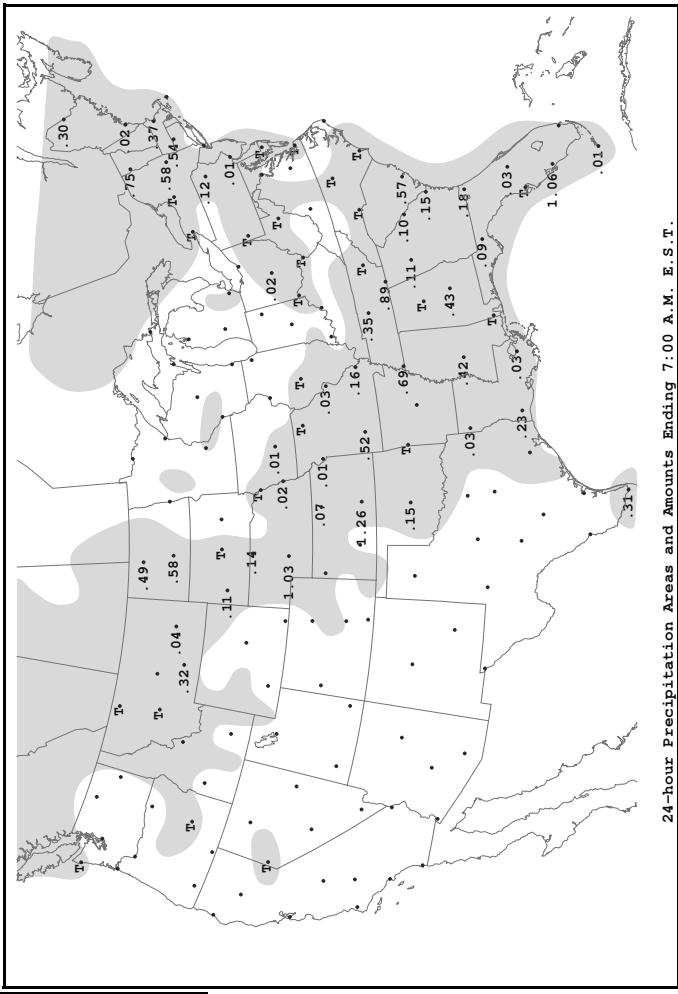 .30
T
T
.02
.75
.49
.37
T
.58
.58
T
.54
.04
.32
T
T
.12
T
.11
.01
T
.14
T
T
T
.02
.01
T
.02
1.03
T
T
T
T
T
.07
.01
.03
T
.16
T
T
1.26
T
.52
.35
.89
.69
.57
.10
T
.15
.11
T
.15
.43
.42
.18
.03
.09
T
.03
.03
.23
T
1.06
.01
.31
24-hour Precipitation Areas and Amounts Ending 7:00 A.M. E.S.T.